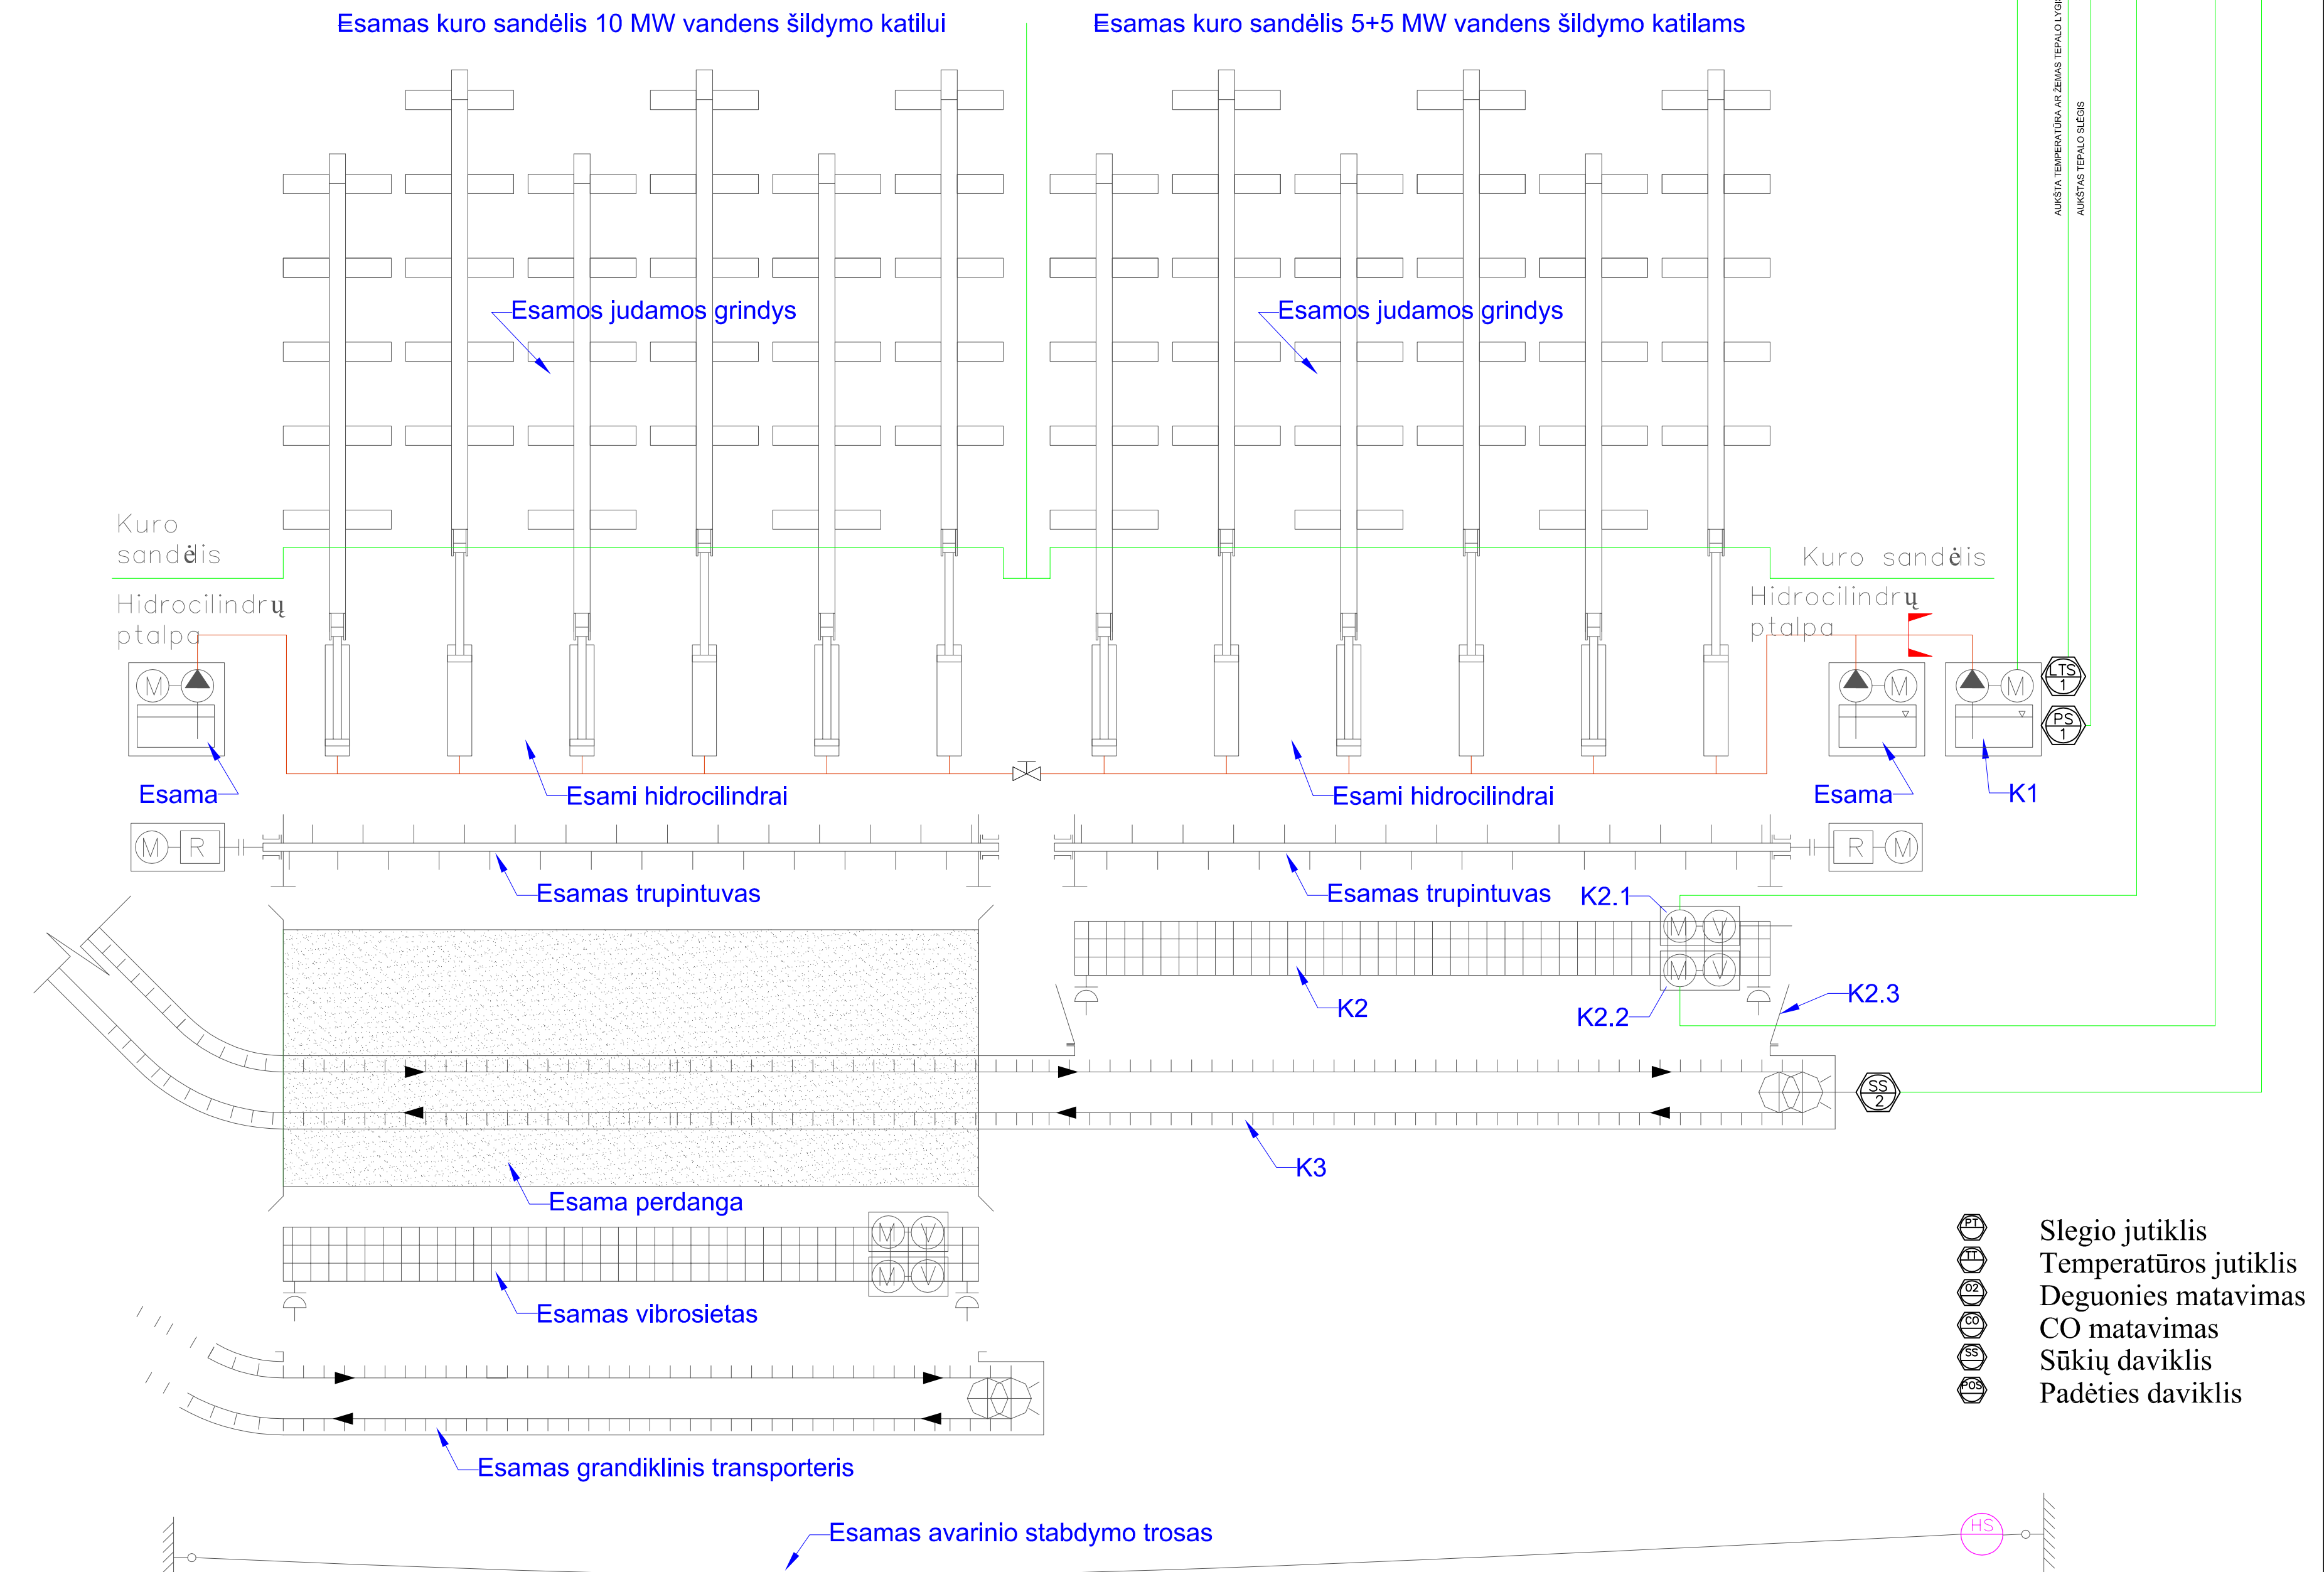 Esamas kuro sandėlis 10 MW vandens šildymo katilui
Esamas kuro sandėlis 5+5 MW vandens šildymo katilams
AUKŠTA TEMPERATŪRA AR ŽEMAS TEPALO
AUKŠTAS TEPALO SLĖGIS
Esamos judamos grindys
Esamos judamos grindys
Kuro
sandėlis
Kuro sandėlis
Hidrocilindrų
ptalpa
Hidrocilindrų
ptalpa
M
M
M
LTS
1
PS
1
Esama
Esami hidrocilindrai
Esami hidrocilindrai
Esama
K1
M
R
R
M
Esamas trupintuvas
Esamas trupintuvas
K2.1
M
V
M
V
K2
K2.2
K2.3
SS
2
K3
Esama perdanga
M
V
M
V
Esamas vibrosietas
PT
Slegio jutiklis
TT
Temperatūros jutiklis
O2
Deguonies matavimas
CO
CO matavimas
SS
Sūkių daviklis
POS
Padėties daviklis
Esamas grandiklinis transporteris
Esamas avarinio stabdymo trosas
HS